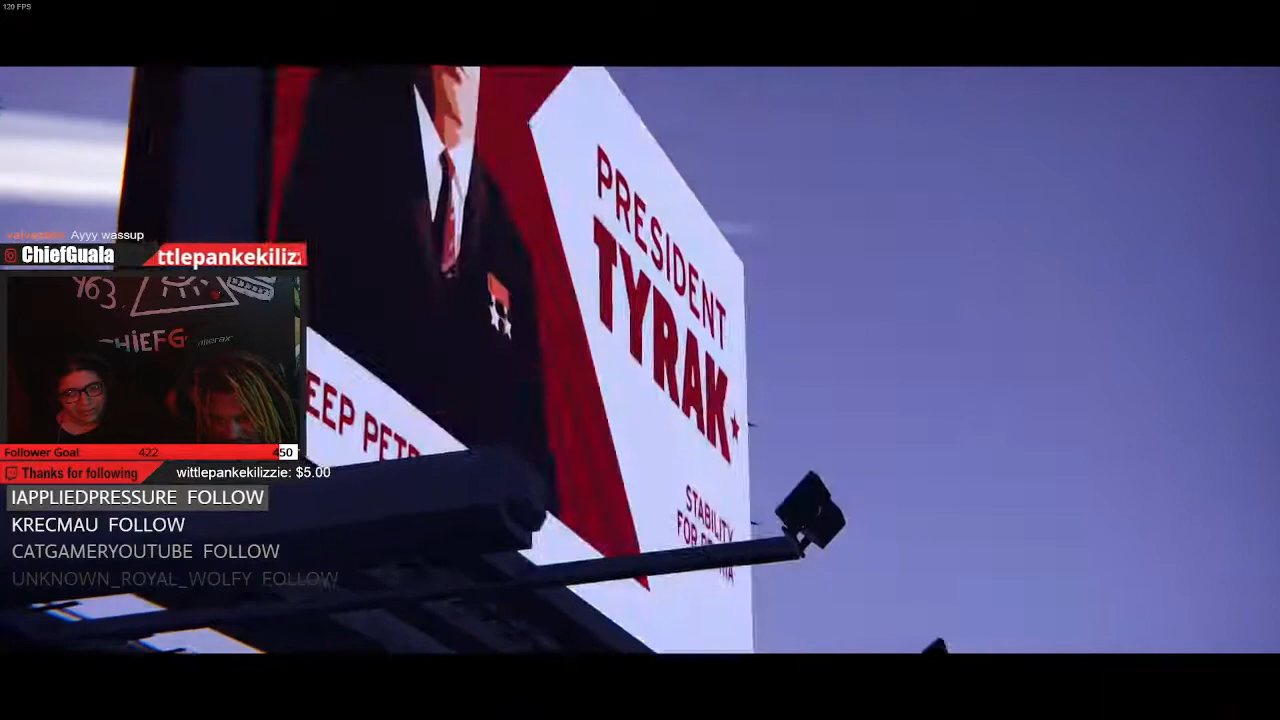 120 FPS
PRESIDENT
TYRAK
STABILITY
FOR
Ayyy wassup
ChiefGuala
ttlepankekiliz
Y63.
CHIEFG
EEP PET
Follower Goal: 422 450
Thanks for following
wittlepankekilizzie: $5.00
IAPPLIEDPRESSURE FOLLOW
KRECMAU FOLLOW
CATGAMERYOUTUBE FOLLOW
UNKNOWN_ROYAL_WOLFY FOLLOW